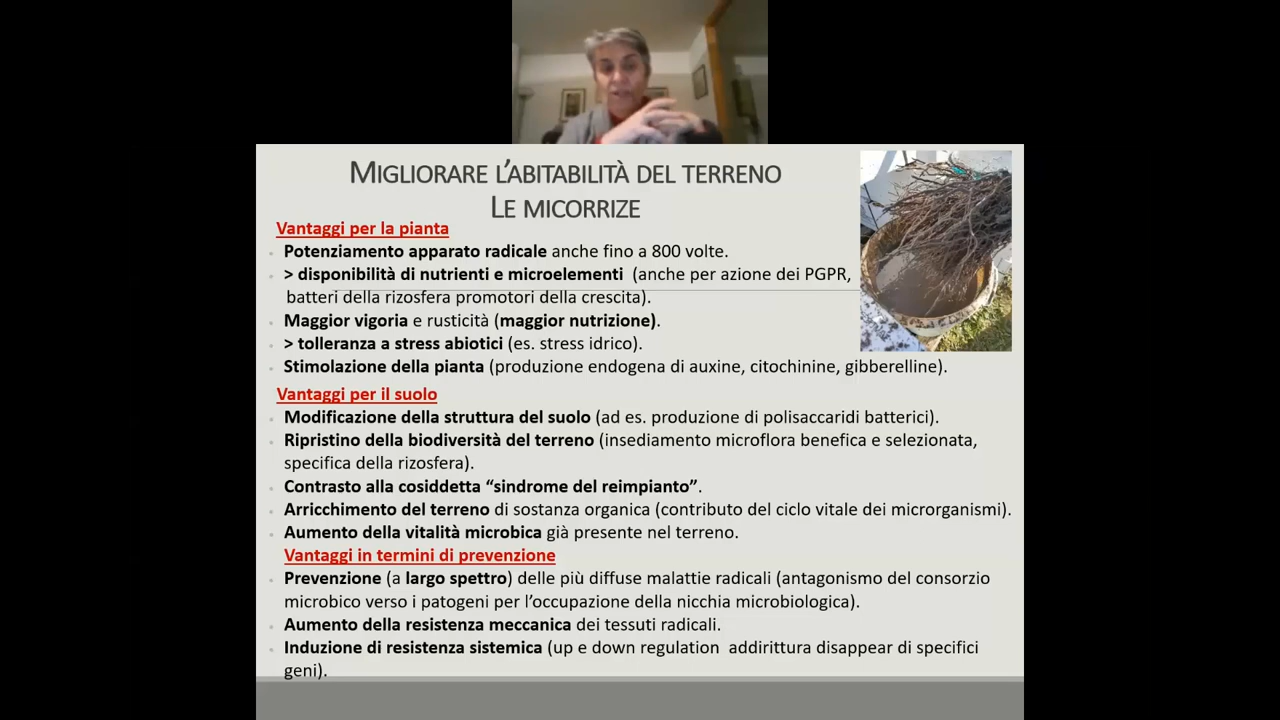 MIGLIORARE L'ABITABILITÀ DEL TERRENO
LE MICORRIZE
Vantaggi per la pianta
Potenziamento apparato radicale anche fino a 800 volte.
> disponibilità di nutrienti e microelementi (anche per azione dei PGPR,
batteri della rizosfera promotori della crescita).
Maggior vigoria e rusticità (maggior nutrizione).
> tolleranza a stress abiotici (es. stress idrico).
Stimolazione della pianta (produzione endogena di auxine, citochinine, gibberelline).
Vantaggi per il suolo
Modificazione della struttura del suolo (ad es. produzione di polisaccaridi batterici).
Ripristino della biodiversità del terreno (insediamento microflora benefica e selezionata,
specifica della rizosfera).
Contrasto alla cosiddetta “sindrome del reimpianto”.
Arricchimento del terreno di sostanza organica (contributo del ciclo vitale dei microrganismi).
Aumento della vitalità microbica già presente nel terreno.
Vantaggi in termini di prevenzione
Prevenzione (a largo spettro) delle più diffuse malattie radicali (antagonismo del consorzio
microbico verso i patogeni per l’occupazione della nicchia microbiologica).
Aumento della resistenza meccanica dei tessuti radicali.
Induzione di resistenza sistemica (up e down regulation addirittura disappear di specifici
geni).